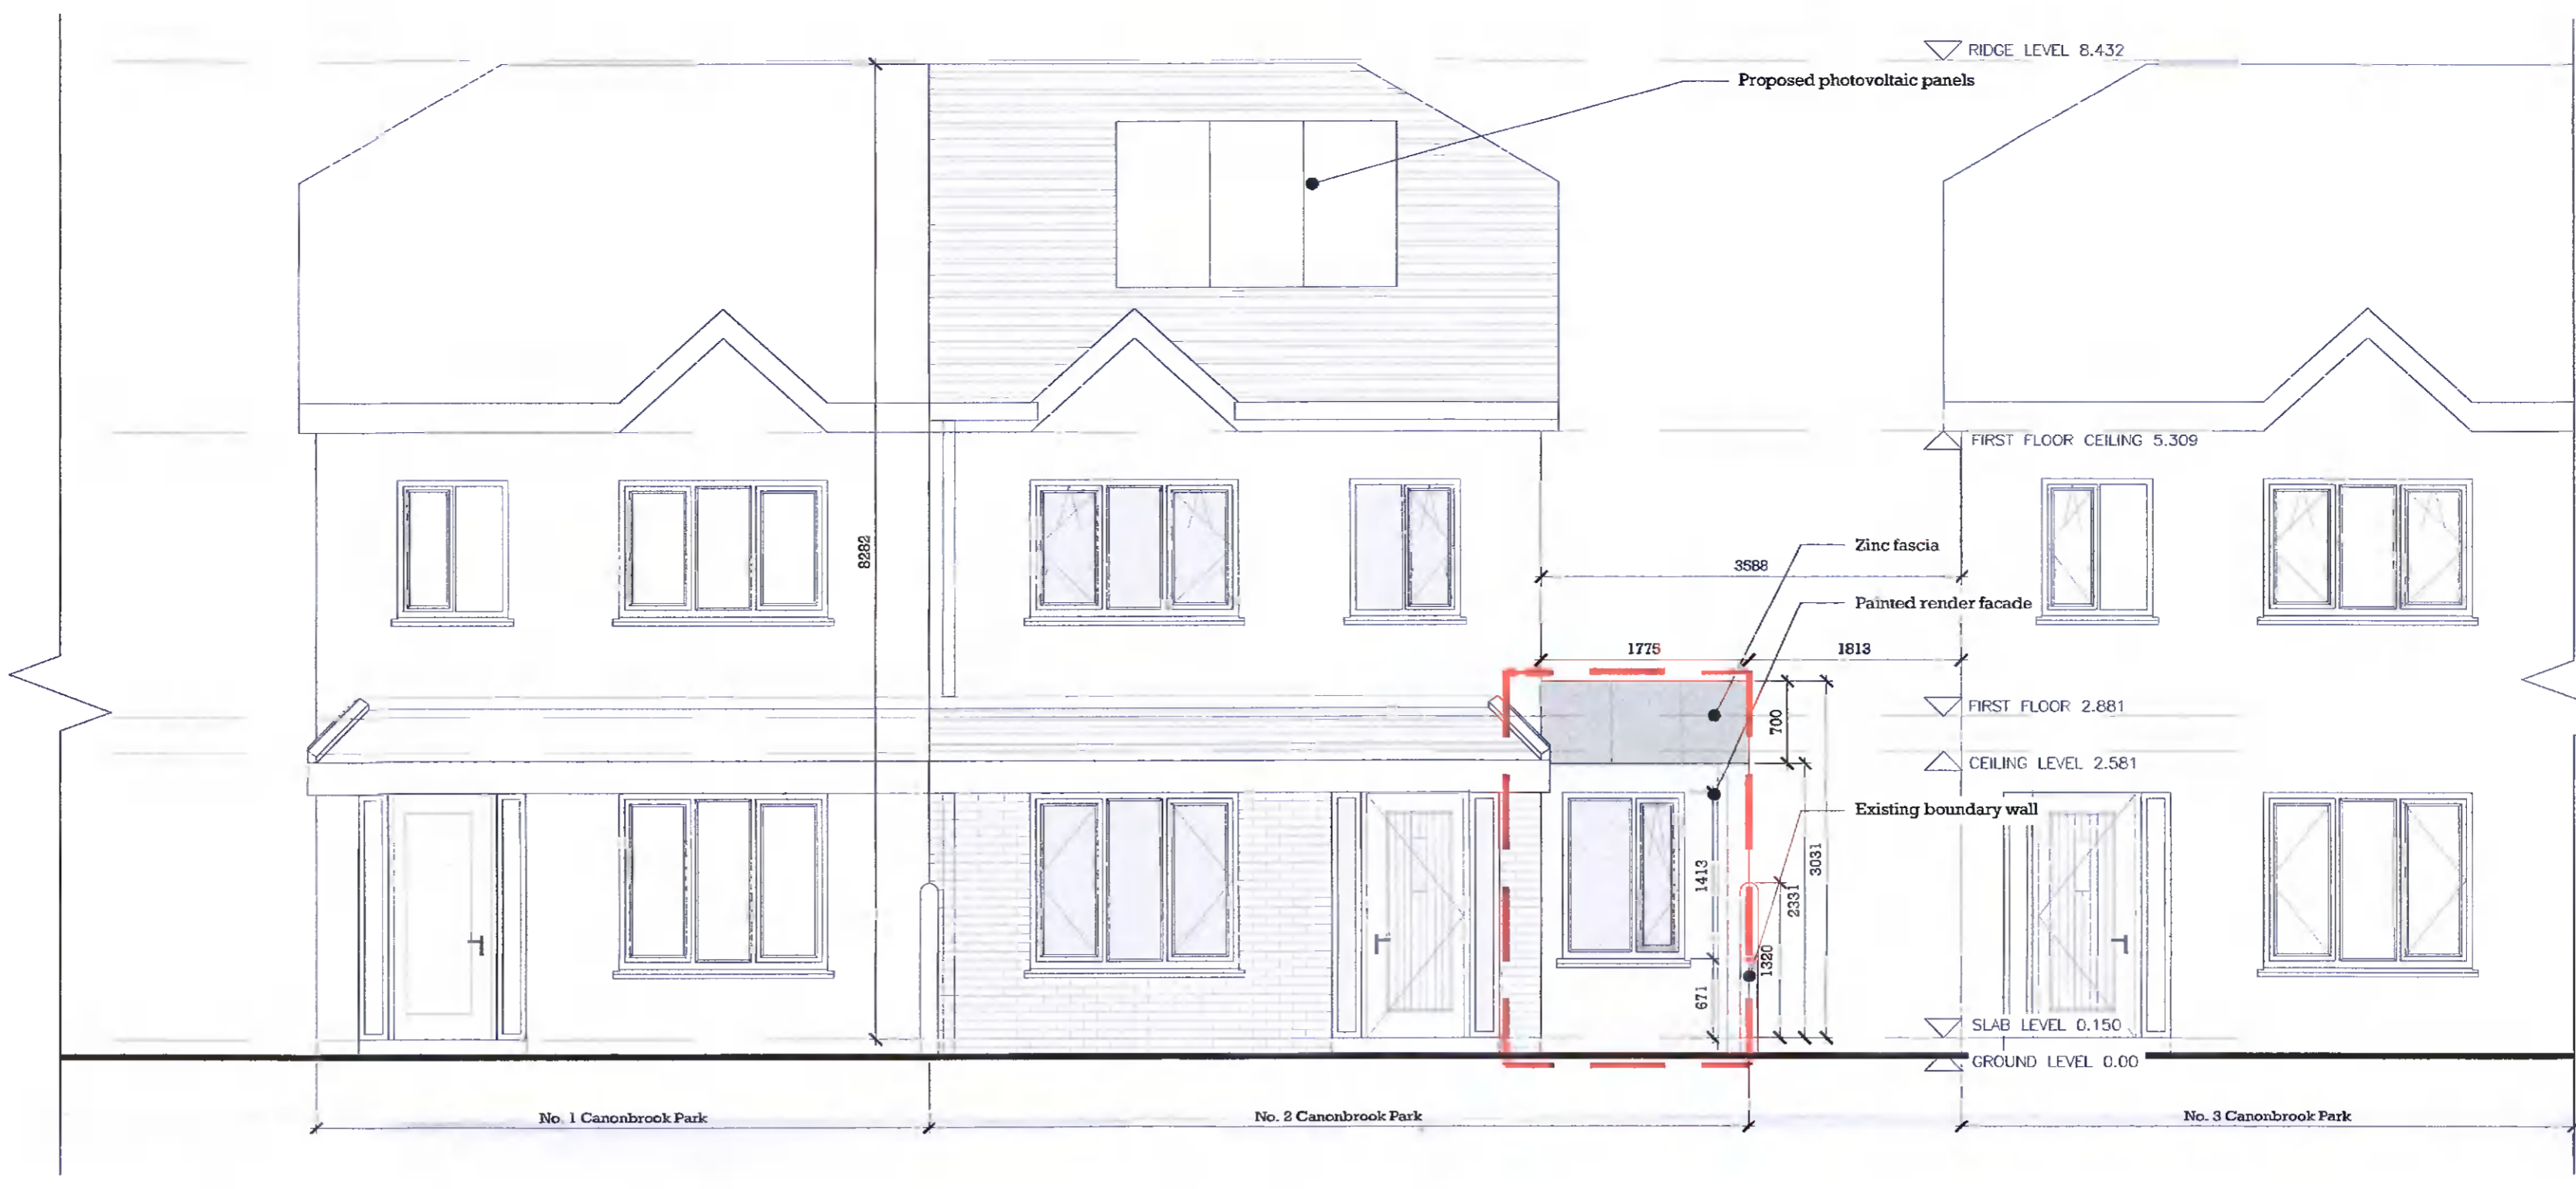 RIDGE LEVEL 8.432
Proposed photovoltaic panels
FIRST FLOOR CEILING 5.309
8282
Zinc fascia
3588
Painted render facade
1775
1813
700
FIRST FLOOR 2.881
CEILING LEVEL 2.581
Existing boundary wall
1413
3031
2331
1320
671
SLAB LEVEL 0.150
GROUND LEVEL 0.00
No. 1 Canonbrook Park
No. 2 Canonbrook Park
No. 3 Canonbrook Park